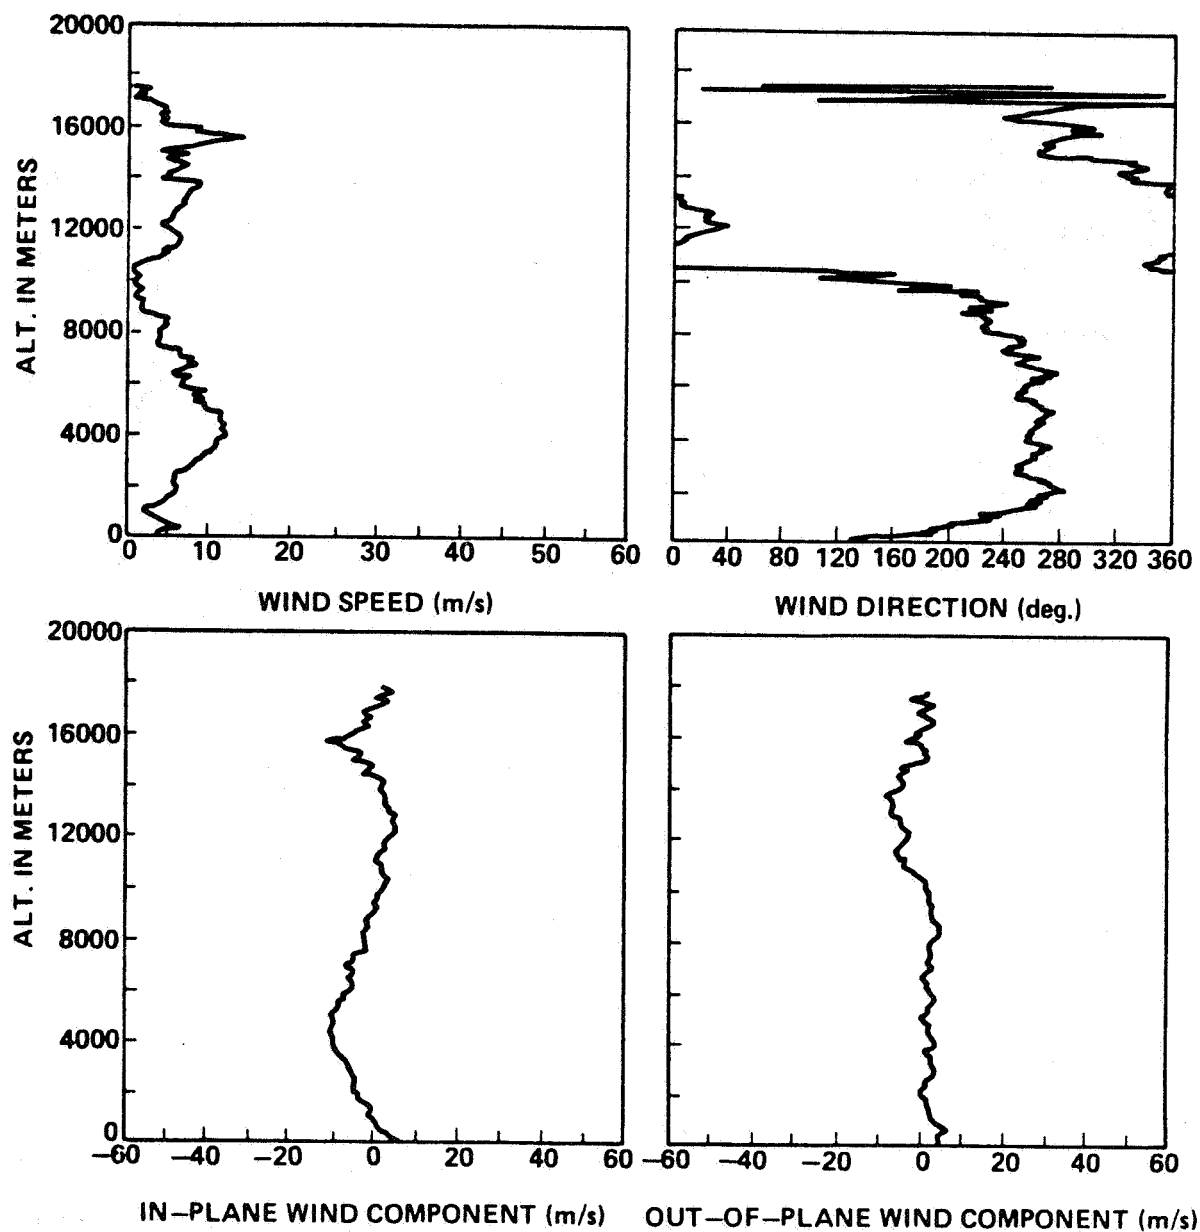 20000
16000
12000
8000
4000
0
ALT. IN METERS
0 10 20 30 40 50 60
WIND SPEED (m/s)
0 40 80 120 160 200 240 280 320 360
WIND DIRECTION (deg.)
20000
16000
12000
8000
4000
0
ALT. IN METERS
−60 −40 −20 0 20 40 60
IN−PLANE WIND COMPONENT (m/s)
−60 −40 −20 0 20 40 60
OUT−OF−PLANE WIND COMPONENT (m/s)